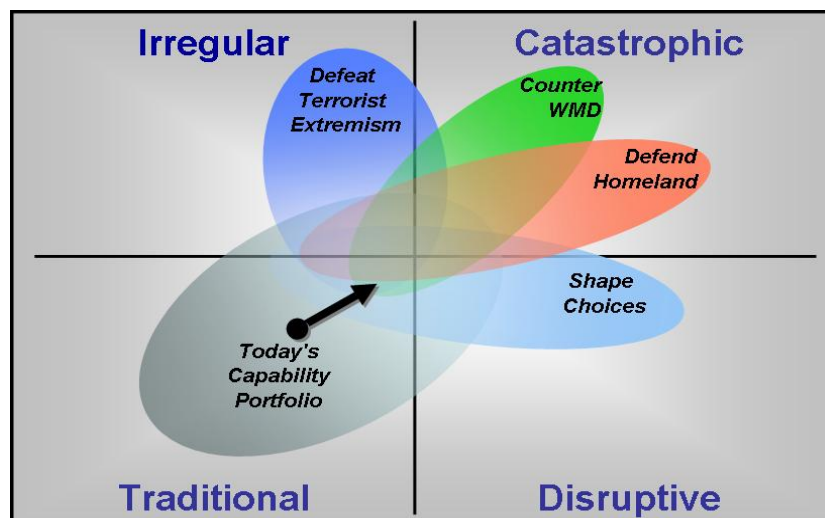 Irregular
Catastrophic
Defeat
Terrorist
Extremism
Counter
WMD
Defend
Homeland
Shape
Choices
Today's
Capability
Portfolio
Traditional
Disruptive